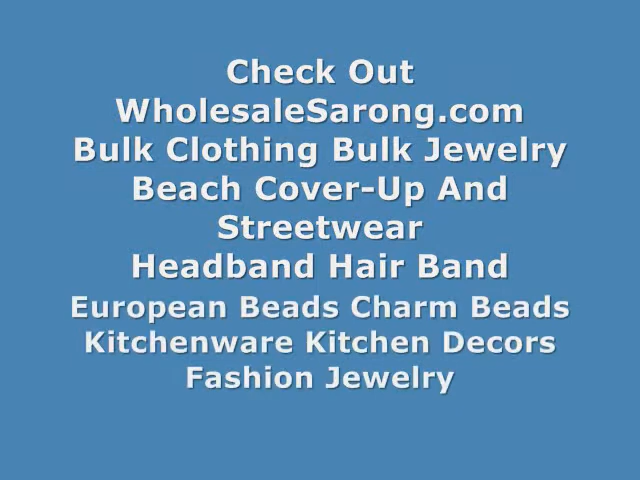 Check Out
WholesaleSarong.com
Bulk Clothing Bulk Jewelry
Beach Cover-Up And
Streetwear
Headband Hair Band
European Beads Charm Beads
Kitchenware Kitchen Decors
Fashion Jewelry